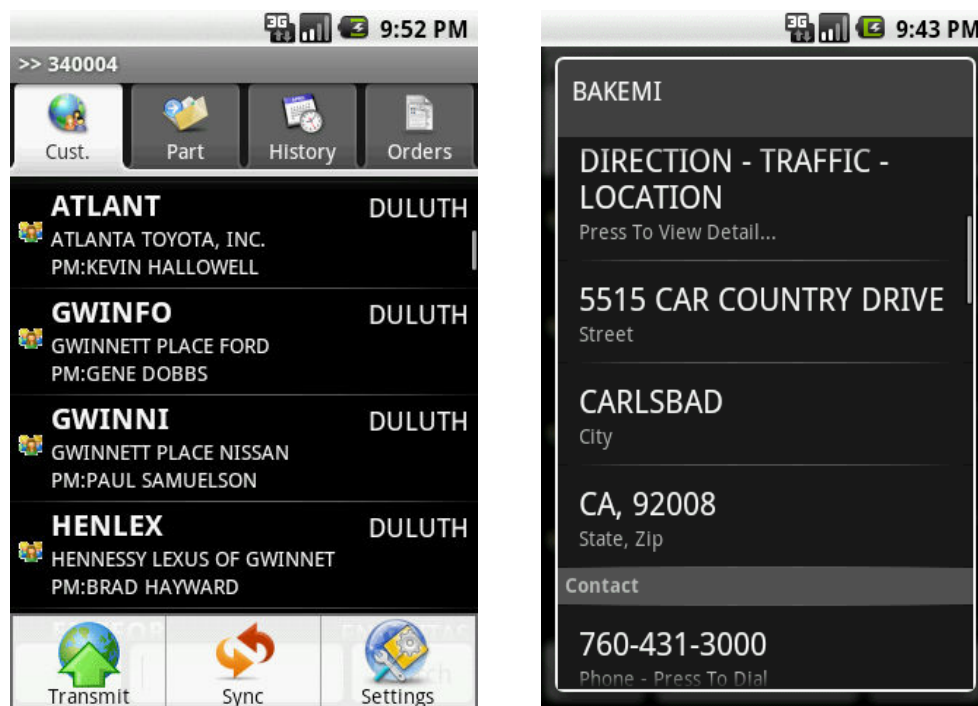 3G 9:52 PM
>> 340004
Cust. Part History Orders
ATLANT DULUTH
ATLANTA TOYOTA, INC.
PM:KEVIN HALLOWELL
GWINFO DULUTH
GWINNETT PLACE FORD
PM:GENE DOBBS
GWINNI DULUTH
GWINNETT PLACE NISSAN
PM:PAUL SAMUELSON
HENLEX DULUTH
HENNESSY LEXUS OF GWINNET
PM:BRAD HAYWARD
Transmit Sync Settings
3G 9:43 PM
BAKEMI
DIRECTION - TRAFFIC -
LOCATION
Press To View Detail...
5515 CAR COUNTRY DRIVE
Street
CARLSBAD
City
CA, 92008
State, Zip
Contact
760-431-3000
Phone - Press To Dial